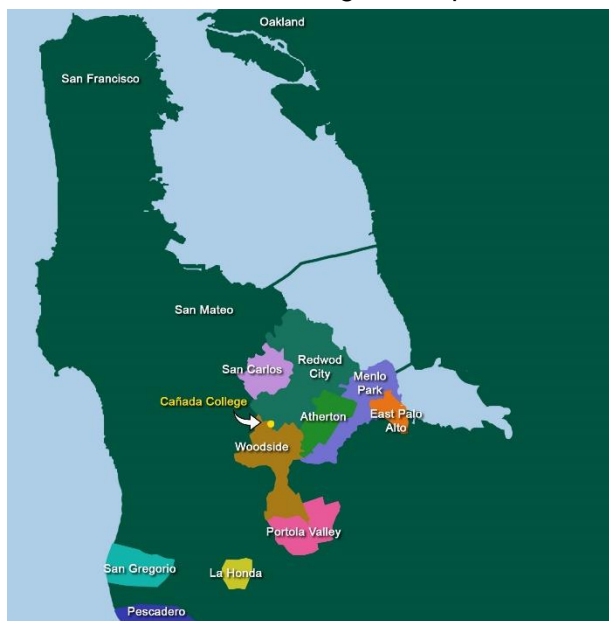 Oakland
San Francisco
San Mateo
San Carlos
Redwod
City
Menlo
Park
Cañada College
Atherton
East Palo
Alto
Woodside
Portola Valley
San Gregorio
La Honda
Pescadero